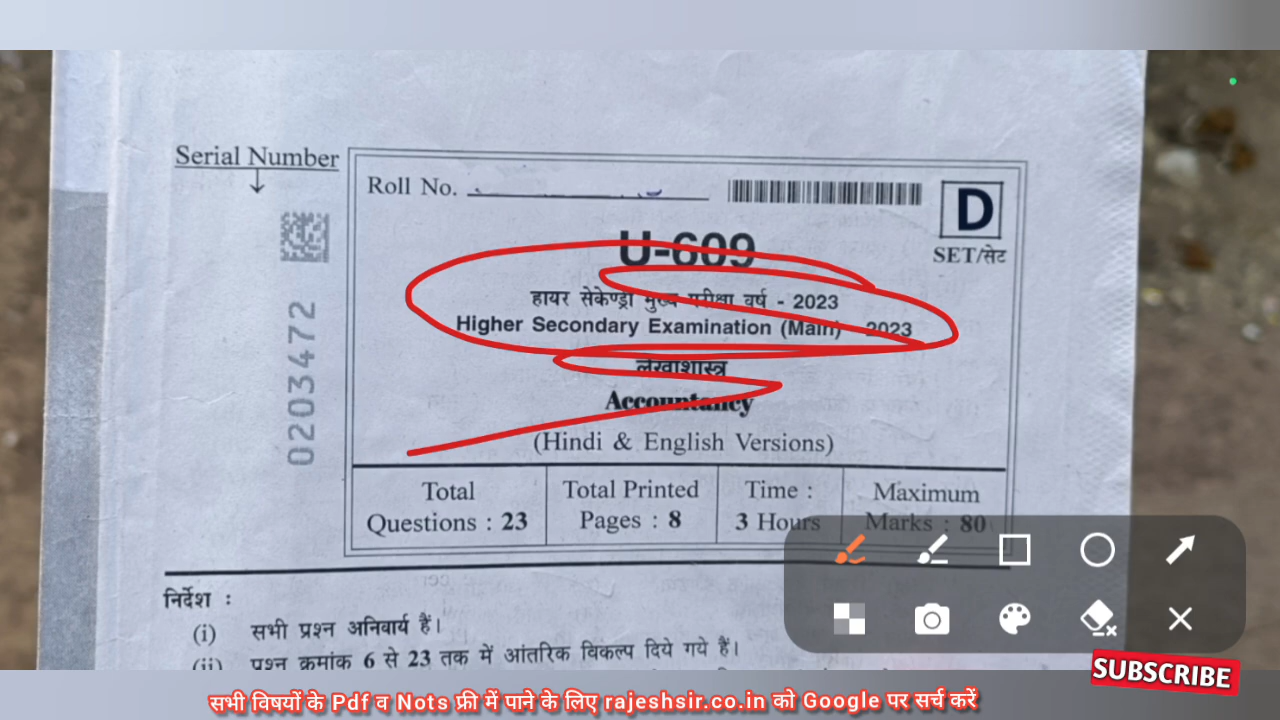 Serial Number
Roll No.
D
SET/सेट
U-609
हायर सेकेण्ड्री मुख्य परीक्षा वर्ष - 2023
Higher Secondary Examination (Main) - 2023
लेखाशास्त्र
Accountancy
(Hindi & English Versions)
0203472
Total Questions : 23
Total Printed Pages : 8
Time : 3 Hours
Maximum Marks : 80
निर्देश :
(i) सभी प्रश्न अनिवार्य हैं।
(ii) प्रश्न क्रमांक 6 से 23 तक में आंतरिक विकल्प दिये गये हैं।
SUBSCRIBE
सभी विषयों के Pdf व Nots फ्री में पाने के लिए rajeshsir.co.in को Google पर सर्च करें